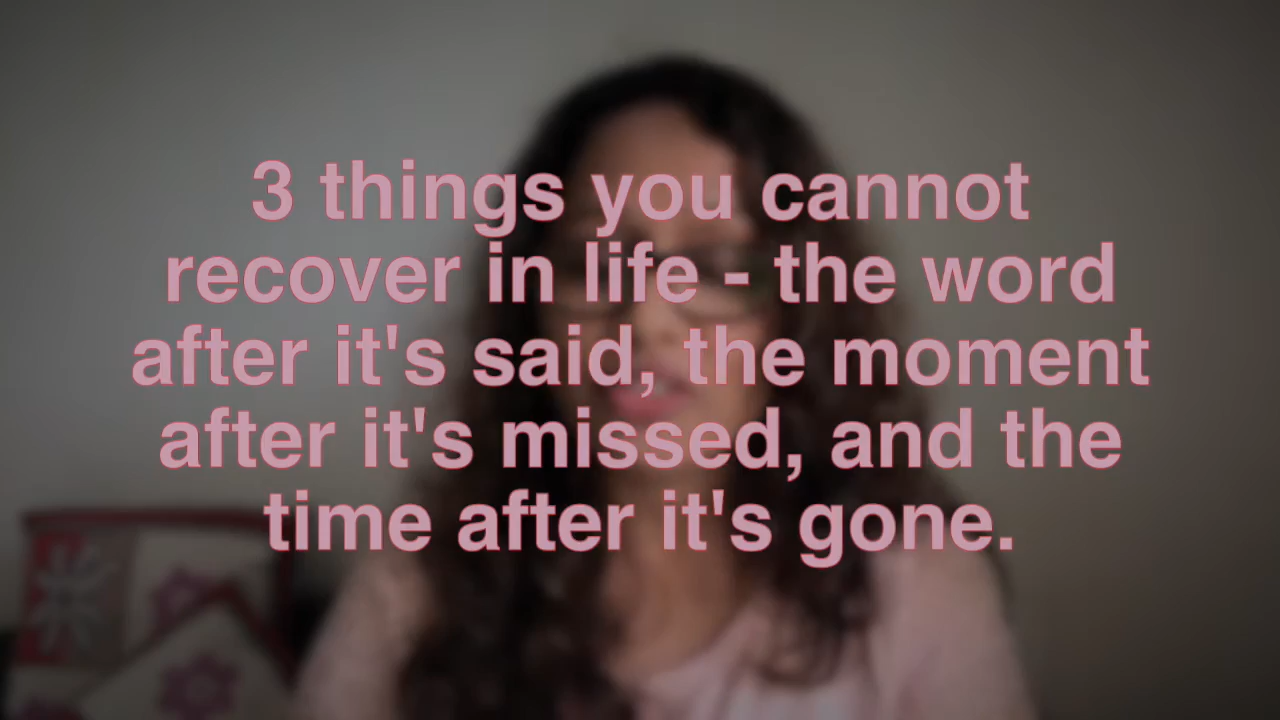 3 things you cannot
recover in life - the word
after it's said, the moment
after it's missed, and the
time after it's gone.